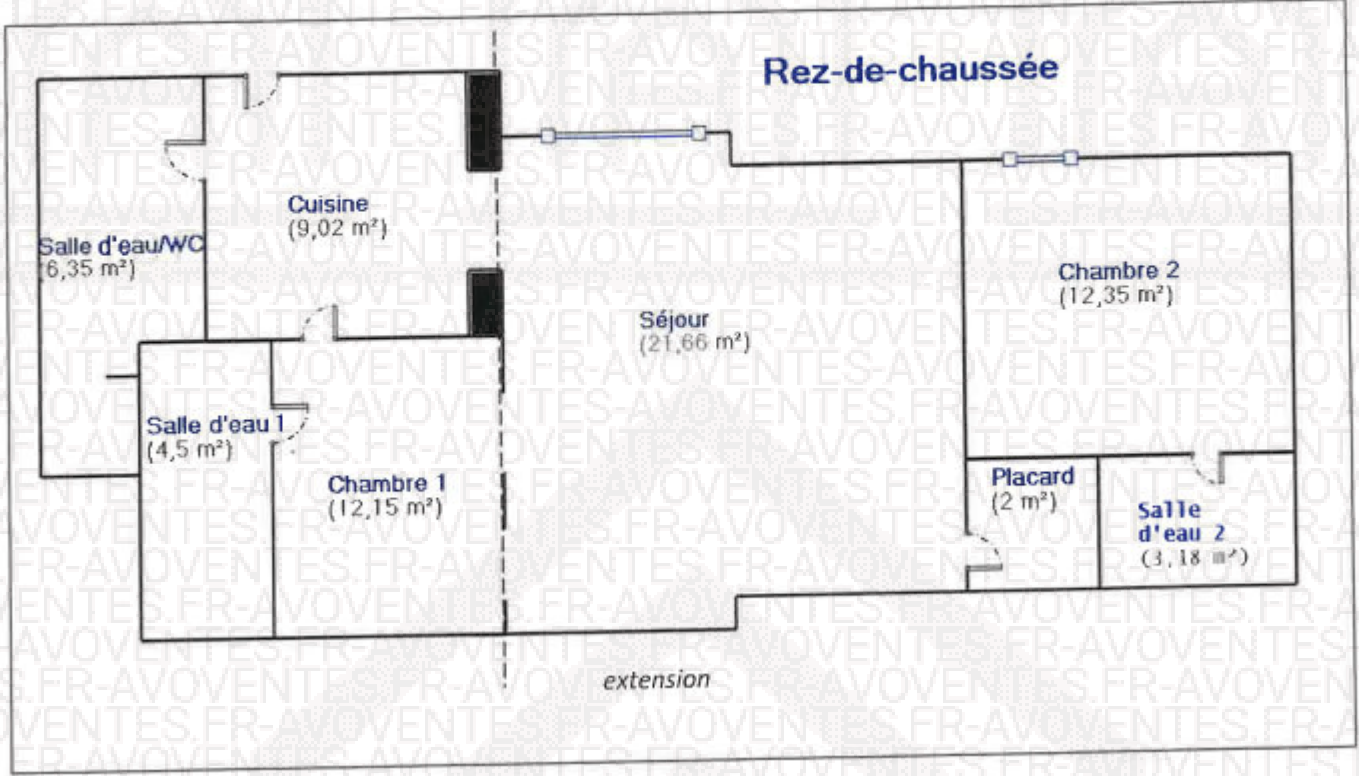 Rez-de-chaussée
Cuisine
(9,02 m²)
Salle d'eau/WC
(6,35 m²)
Chambre 2
(12,35 m²)
Séjour
(21,66 m²)
Salle d'eau 1
(4,5 m²)
Chambre 1
(12,15 m²)
Placard
(2 m²)
Salle
d'eau 2
(3,18 m²)
extension
AVOVENTES.FR